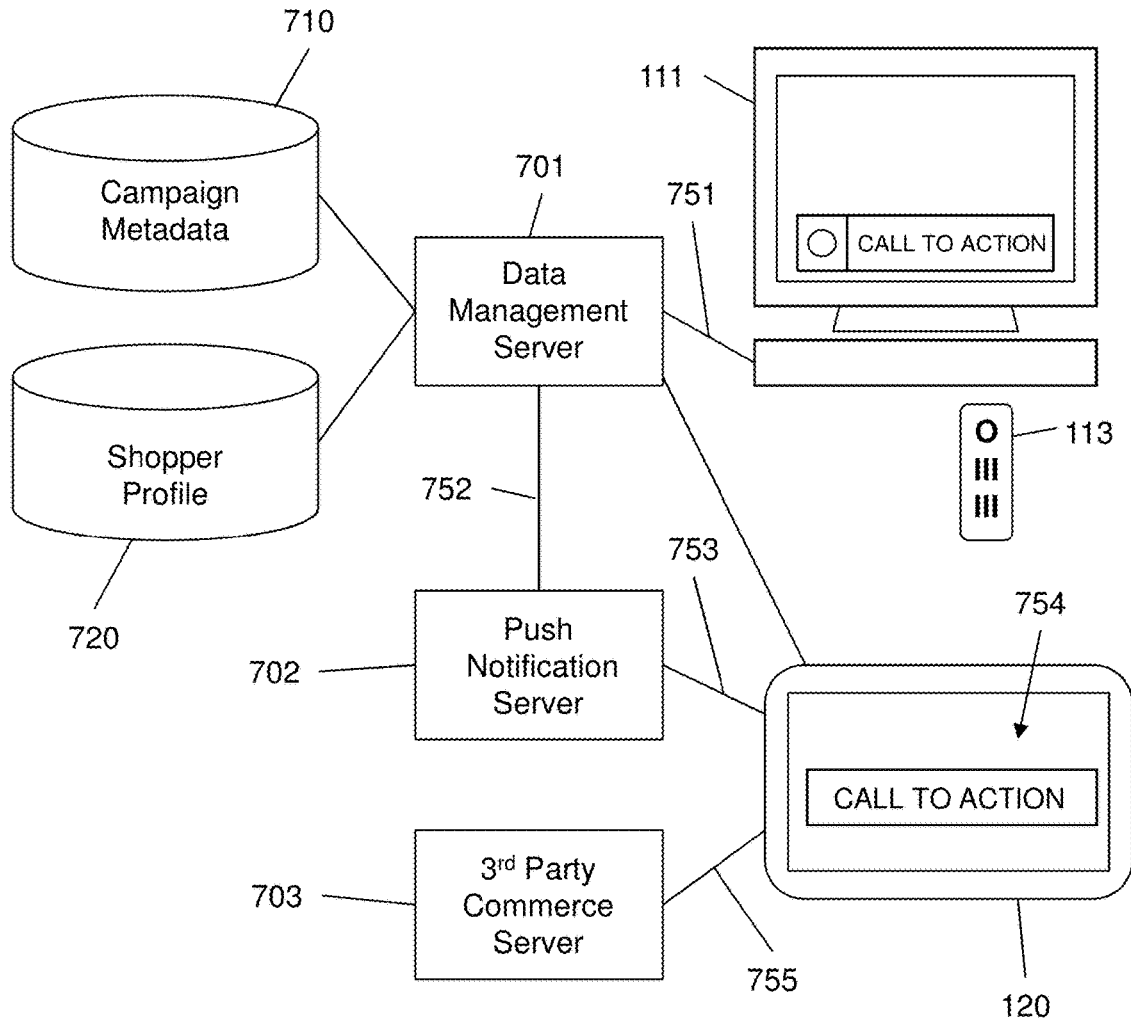 710
111
701
751
Campaign
Metadata
Data
Management
Server
CALL TO ACTION
Shopper
Profile
113
752
753
754
720
702
Push
Notification
Server
CALL TO ACTION
703
3rd Party
Commerce
Server
755
120